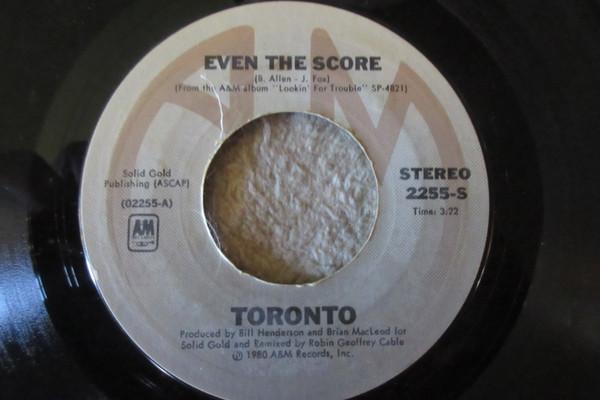 EVEN THE SCORE
(B. Allen - J. Fox)
(From the A&M album "Lookin' For Trouble" SP-4821)
Solid Gold
Publishing (ASCAP)
(02255-A)
AM
STEREO
2255-S
Time: 3:22
TORONTO
Produced by Bill Henderson and Brian MacLeod for
Solid Gold and Remixed by Robin Geoffrey Cable
℗ 1980 A&M Records, Inc.